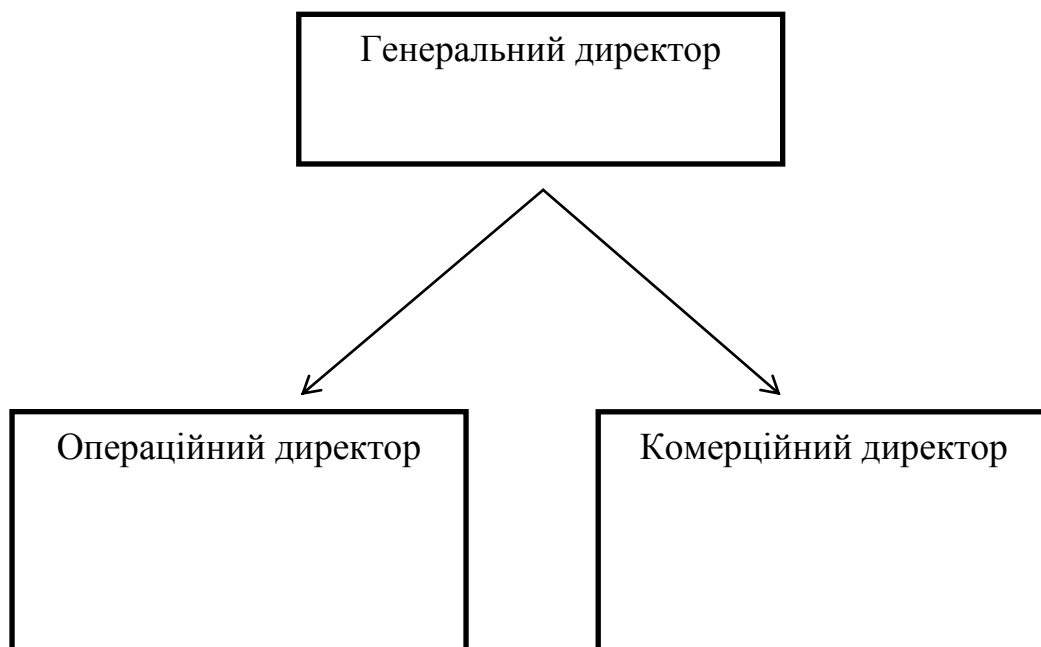 Генеральний директор
Операційний директор
Комерційний директор